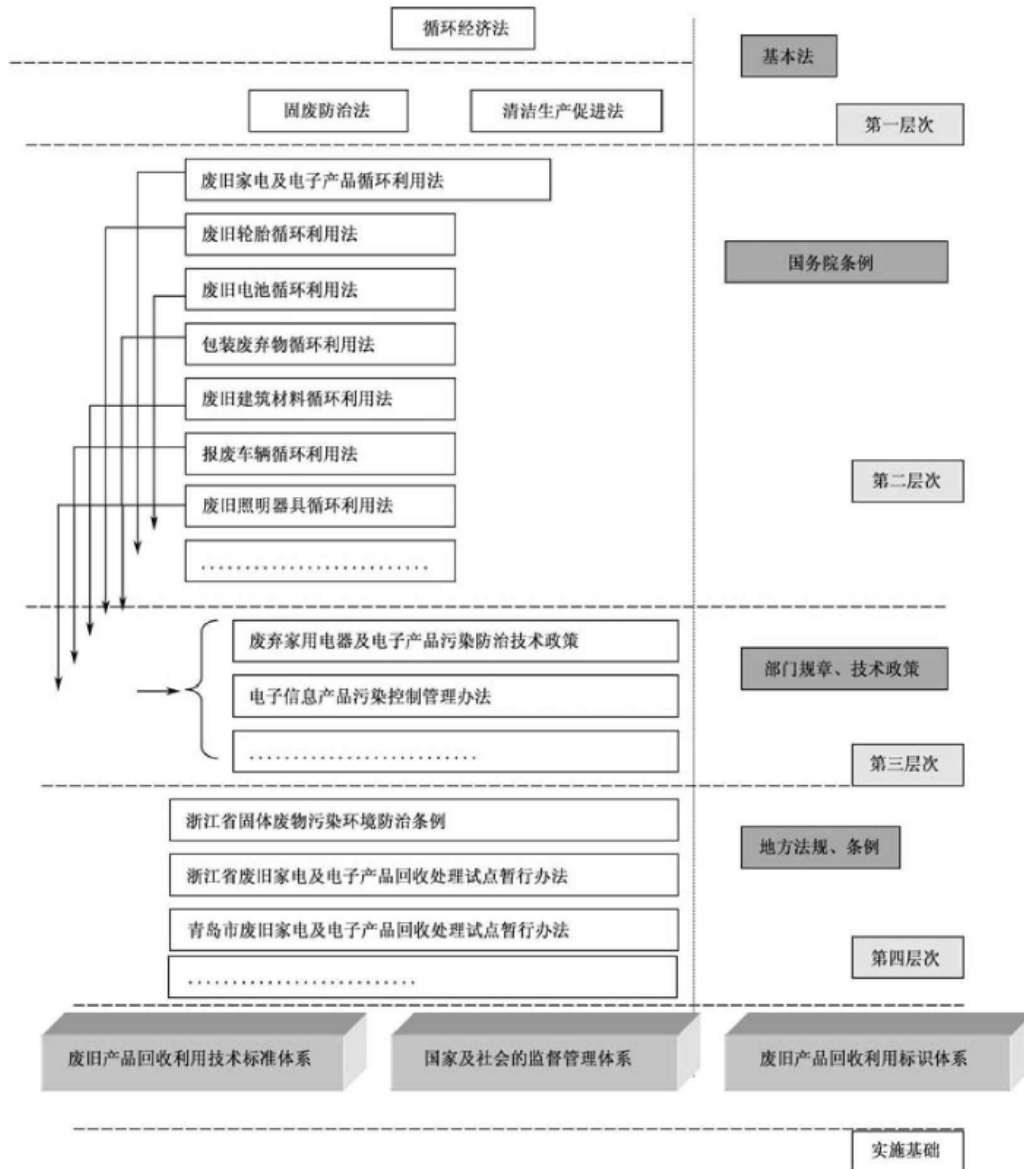 循环经济法
基本法
固废防治法
清洁生产促进法
第一层次
废旧家电及电子产品循环利用法
废旧轮胎循环利用法
国务院条例
废旧电池循环利用法
包装废弃物循环利用法
废旧建筑材料循环利用法
报废车辆循环利用法
第二层次
废旧照明器具循环利用法
..........................
废弃家用电器及电子产品污染防治技术政策
部门规章、技术政策
电子信息产品污染控制管理办法
..........................
第三层次
浙江省固体废物污染环境防治条例
地方法规、条例
浙江省废旧家电及电子产品回收处理试点暂行办法
青岛市废旧家电及电子产品回收处理试点暂行办法
第四层次
..........................
废旧产品回收利用技术标准体系
国家及社会的监督管理体系
废旧产品回收利用标识体系
实施基础